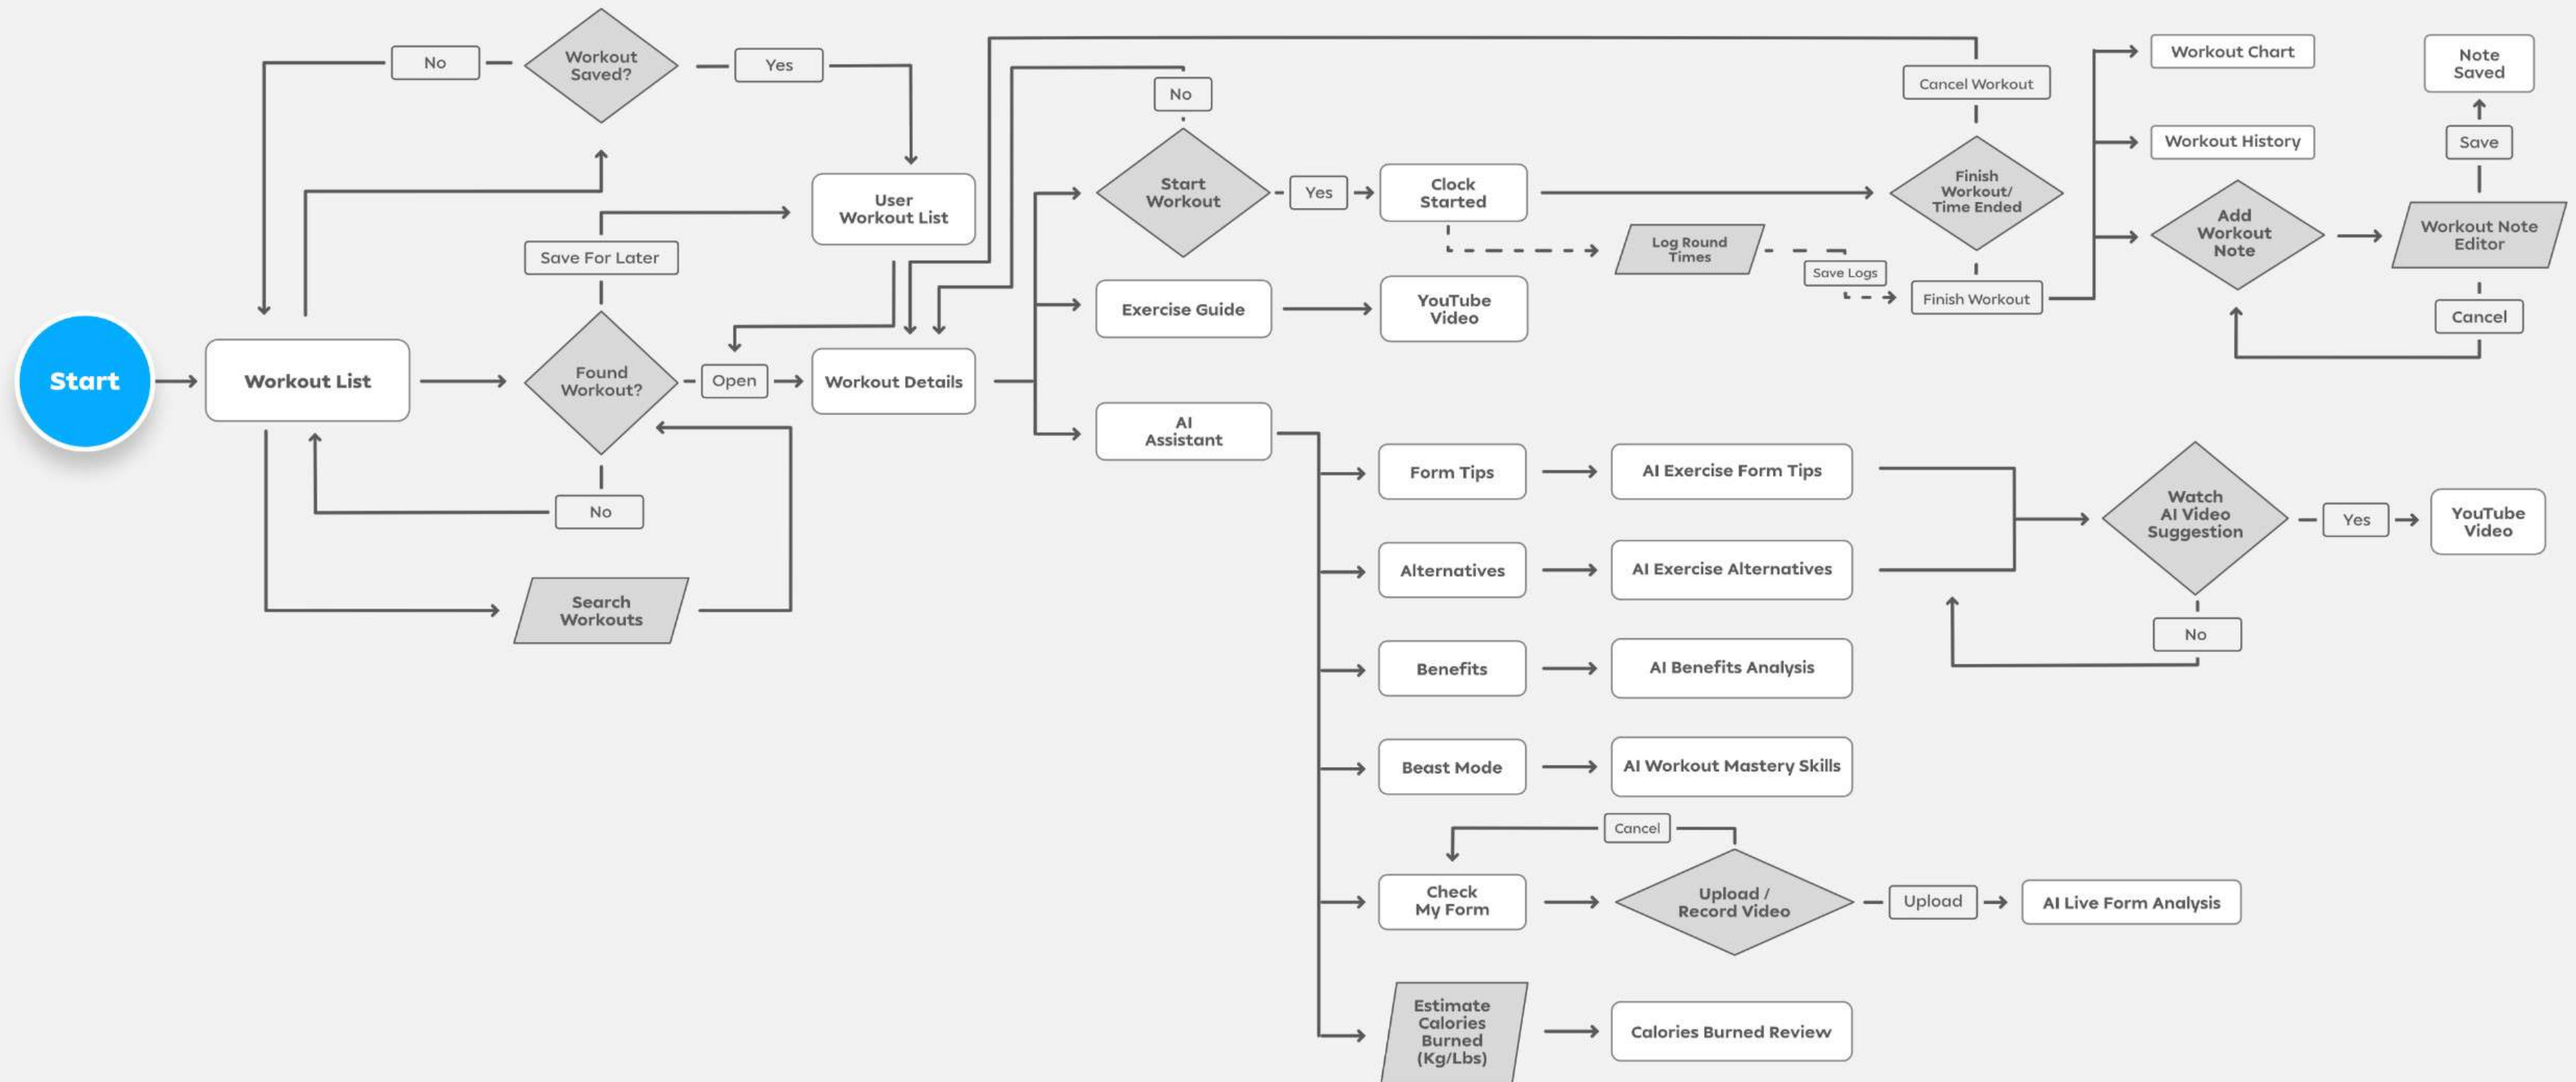 Start
Workout List
No
Workout
Saved?
Yes
Save For Later
User
Workout List
Found
Workout?
Open
Workout Details
No
Search
Workouts
No
Start
Workout
Yes
Clock
Started
Exercise Guide
YouTube
Video
Log Round
Times
Save Logs
Cancel Workout
Finish
Workout/
Time Ended
Finish Workout
Workout Chart
Workout History
Add
Workout
Note
Note
Saved
Save
Workout Note
Editor
Cancel
AI
Assistant
Form Tips
AI Exercise Form Tips
Alternatives
AI Exercise Alternatives
Watch
AI Video
Suggestion
Yes
YouTube
Video
No
Benefits
AI Benefits Analysis
Beast Mode
AI Workout Mastery Skills
Cancel
Check
My Form
Upload /
Record Video
Upload
AI Live Form Analysis
Estimate
Calories
Burned
(Kg/Lbs)
Calories Burned Review